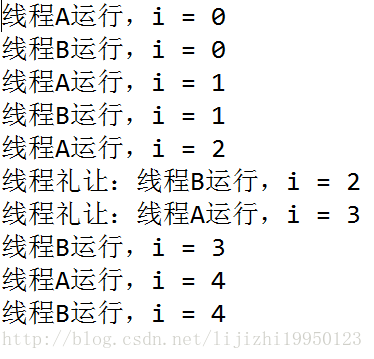 线程A运行，i = 0
线程B运行，i = 0
线程A运行，i = 1
线程B运行，i = 1
线程A运行，i = 2
线程礼让：线程B运行，i = 2
线程礼让：线程A运行，i = 3
线程B运行，i = 3
线程A运行，i = 4
线程B运行，i = 4
http://blog.csdn.net/lijizhi19950123